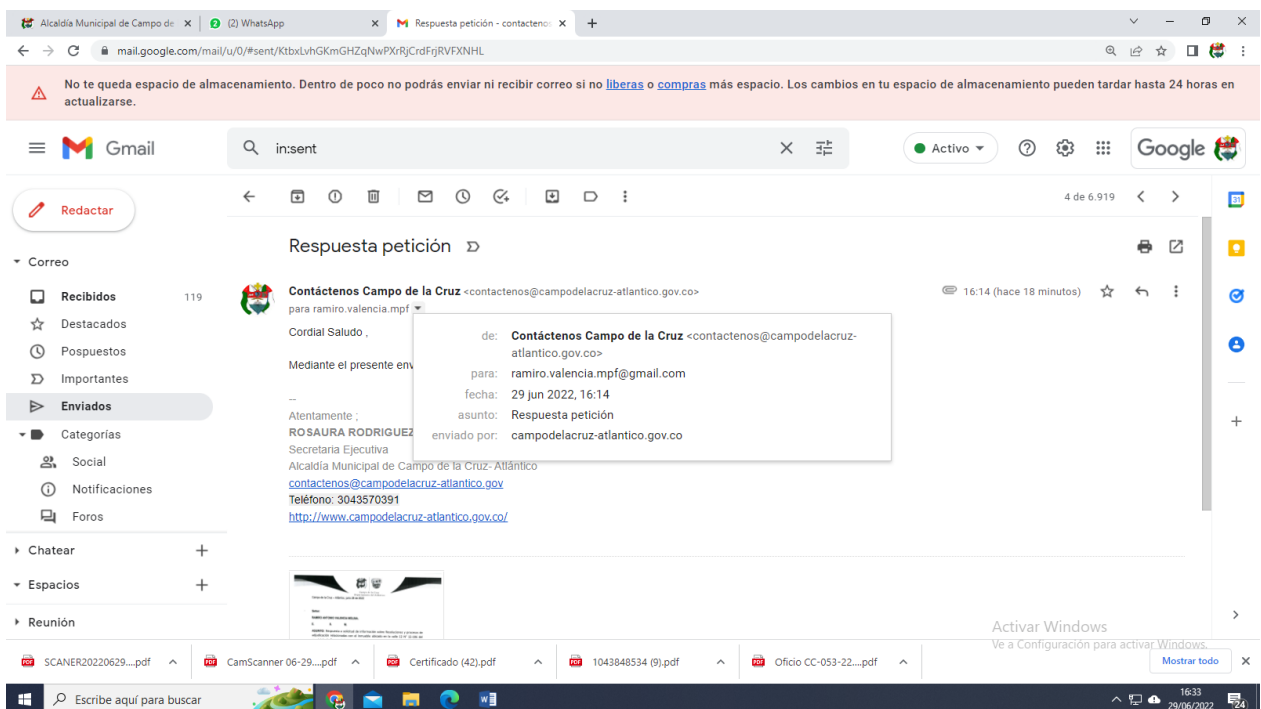 Alcaldía Municipal de Campo de
(2) WhatsApp
Respuesta petición - contactenos
mail.google.com/mail/u/0/#sent/KtbxLvhGKmGHZqNwPXrRjCrdFrjRVFXNHL
No te queda espacio de almacenamiento. Dentro de poco no podrás enviar ni recibir correo si no liberas o compras más espacio. Los cambios en tu espacio de almacenamiento pueden tardar hasta 24 horas en
actualizarse.
Gmail
in:sent
Activo
Google
Redactar
4 de 6.919
31
Respuesta petición
Correo
Recibidos 119
Destacados
Pospuestos
Importantes
Enviados
Categorías
Social
Notificaciones
Foros
Chatear
Espacios
Reunión
Contáctenos Campo de la Cruz <contactenos@campodelacruz-atlantico.gov.co>
16:14 (hace 18 minutos)
para ramiro.valencia.mpf
Cordial Saludo ,
Mediante el presente env
de: Contáctenos Campo de la Cruz <contactenos@campodelacruz-
atlantico.gov.co>
para: ramiro.valencia.mpf@gmail.com
fecha: 29 jun 2022, 16:14
asunto: Respuesta petición
enviado por: campodelacruz-atlantico.gov.co
--
Atentamente ;
ROSAURA RODRIGUEZ
Secretaria Ejecutiva
Alcaldía Municipal de Campo de la Cruz- Atlántico
contactenos@campodelacruz-atlantico.gov
Teléfono: 3043570391
http://www.campodelacruz-atlantico.gov.co/
Activar Windows
Ve a Configuración para activar Windows.
SCANER20220629....pdf
CamScanner 06-29....pdf
Certificado (42).pdf
1043848534 (9).pdf
Oficio CC-053-22....pdf
Mostrar todo
Escribe aquí para buscar
16:33
29/06/2022
24